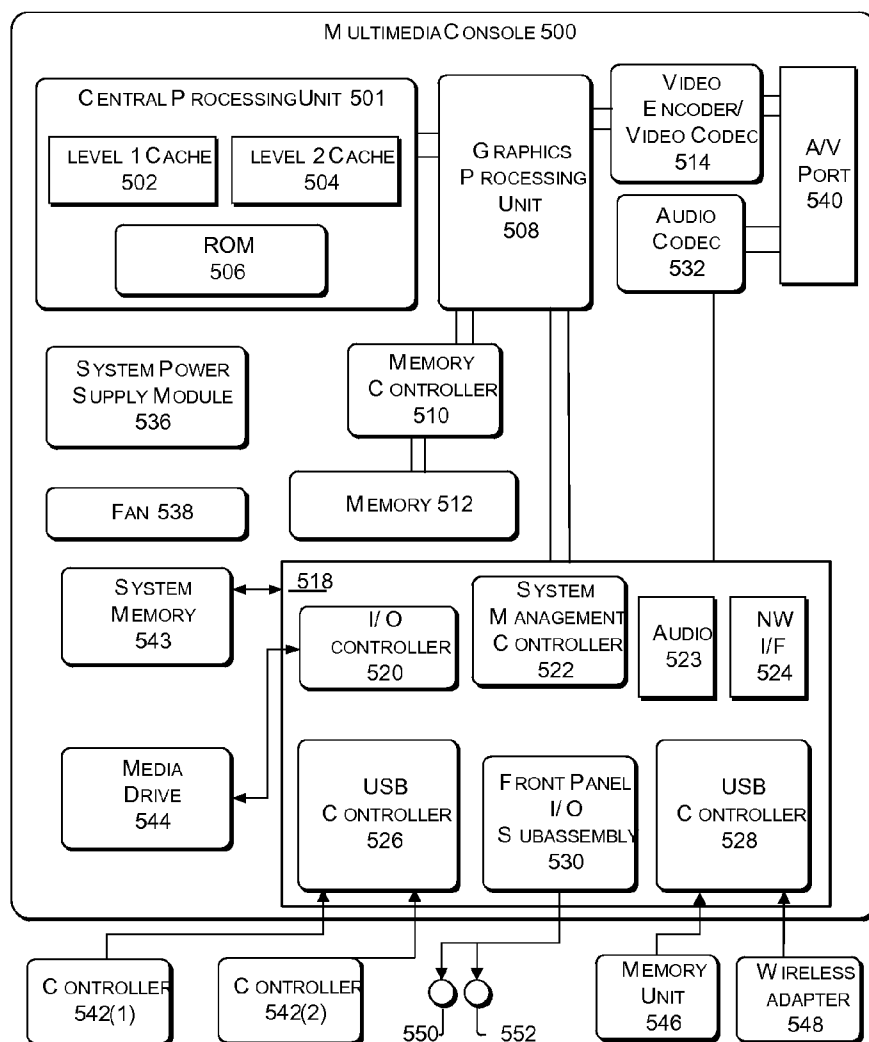 MULTIMEDIA CONSOLE 500
CENTRAL PROCESSING UNIT 501
LEVEL 1 CACHE
502
LEVEL 2 CACHE
504
ROM
506
GRAPHICS
PROCESSING
UNIT
508
VIDEO
ENCODER/
VIDEO CODEC
514
A/V
PORT
540
AUDIO
CODEC
532
SYSTEM POWER
SUPPLY MODULE
536
MEMORY
CONTROLLER
510
FAN 538
MEMORY 512
SYSTEM
MEMORY
543
518
I/O
CONTROLLER
520
SYSTEM
MANAGEMENT
CONTROLLER
522
AUDIO
523
NW
I/F
524
MEDIA
DRIVE
544
USB
CONTROLLER
526
FRONT PANEL
I/O
SUBASSEMBLY
530
USB
CONTROLLER
528
CONTROLLER
542(1)
CONTROLLER
542(2)
550
552
MEMORY
UNIT
546
WIRELESS
ADAPTER
548